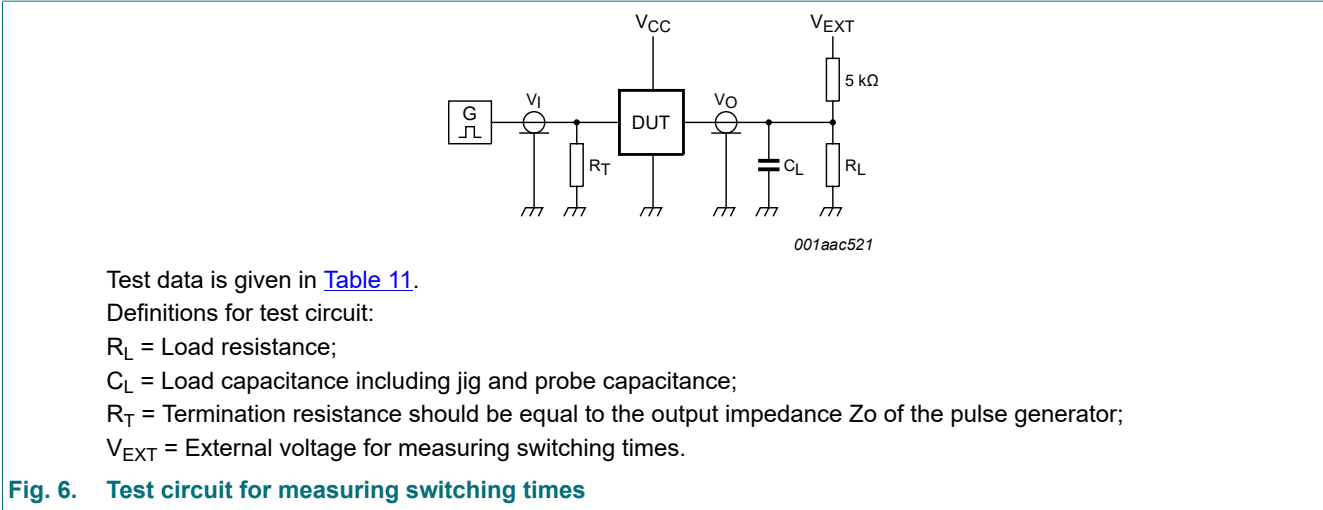 VCC
VEXT
5 kΩ
G
VI
DUT
VO
RT
CL
RL
001aac521
Test data is given in Table 11.
Definitions for test circuit:
RL = Load resistance;
CL = Load capacitance including jig and probe capacitance;
RT = Termination resistance should be equal to the output impedance Zo of the pulse generator;
VEXT = External voltage for measuring switching times.
Fig. 6. Test circuit for measuring switching times